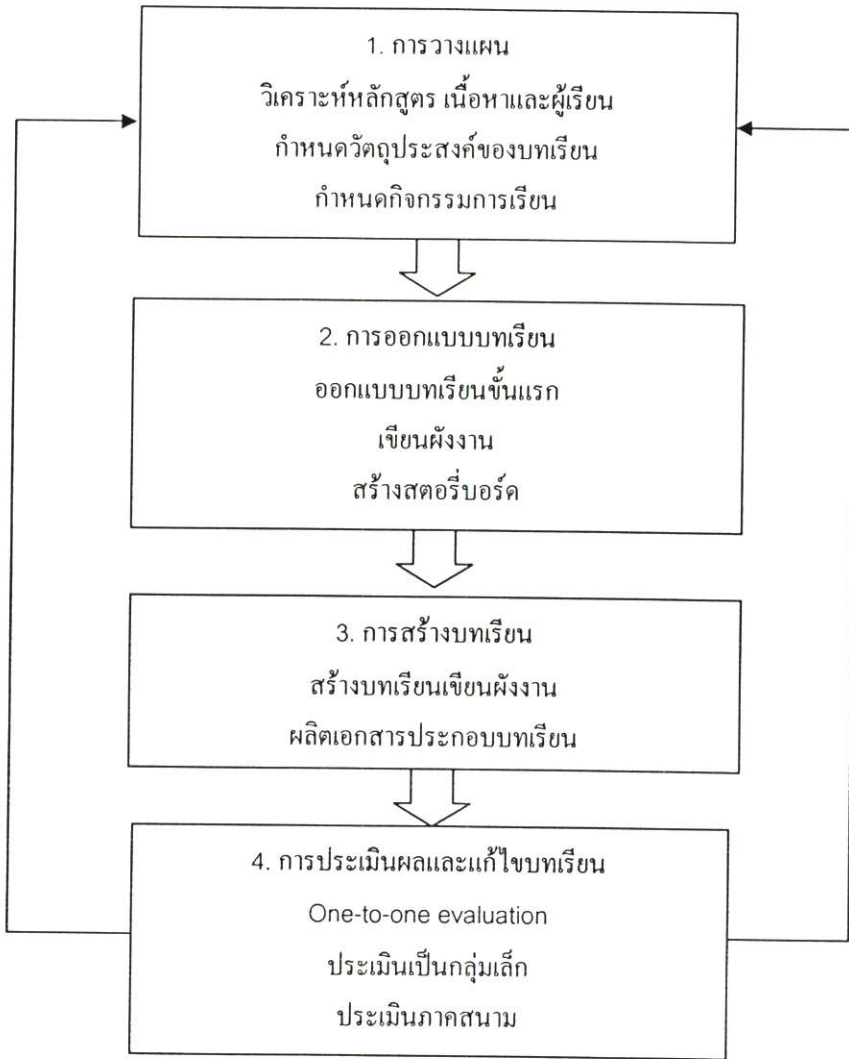 1. การวางแผน
วิเคราะห์หลักสูตร เนื้อหาและผู้เรียน
กำหนดวัตถุประสงค์ของบทเรียน
กำหนดกิจกรรมการเรียน
2. การออกแบบบทเรียน
ออกแบบบทเรียนขั้นแรก
เขียนผังงาน
สร้างสตอรี่บอร์ด
3. การสร้างบทเรียน
สร้างบทเรียนเขียนผังงาน
ผลิตเอกสารประกอบบทเรียน
4. การประเมินผลและแก้ไขบทเรียน
One-to-one evaluation
ประเมินเป็นกลุ่มเล็ก
ประเมินภาคสนาม